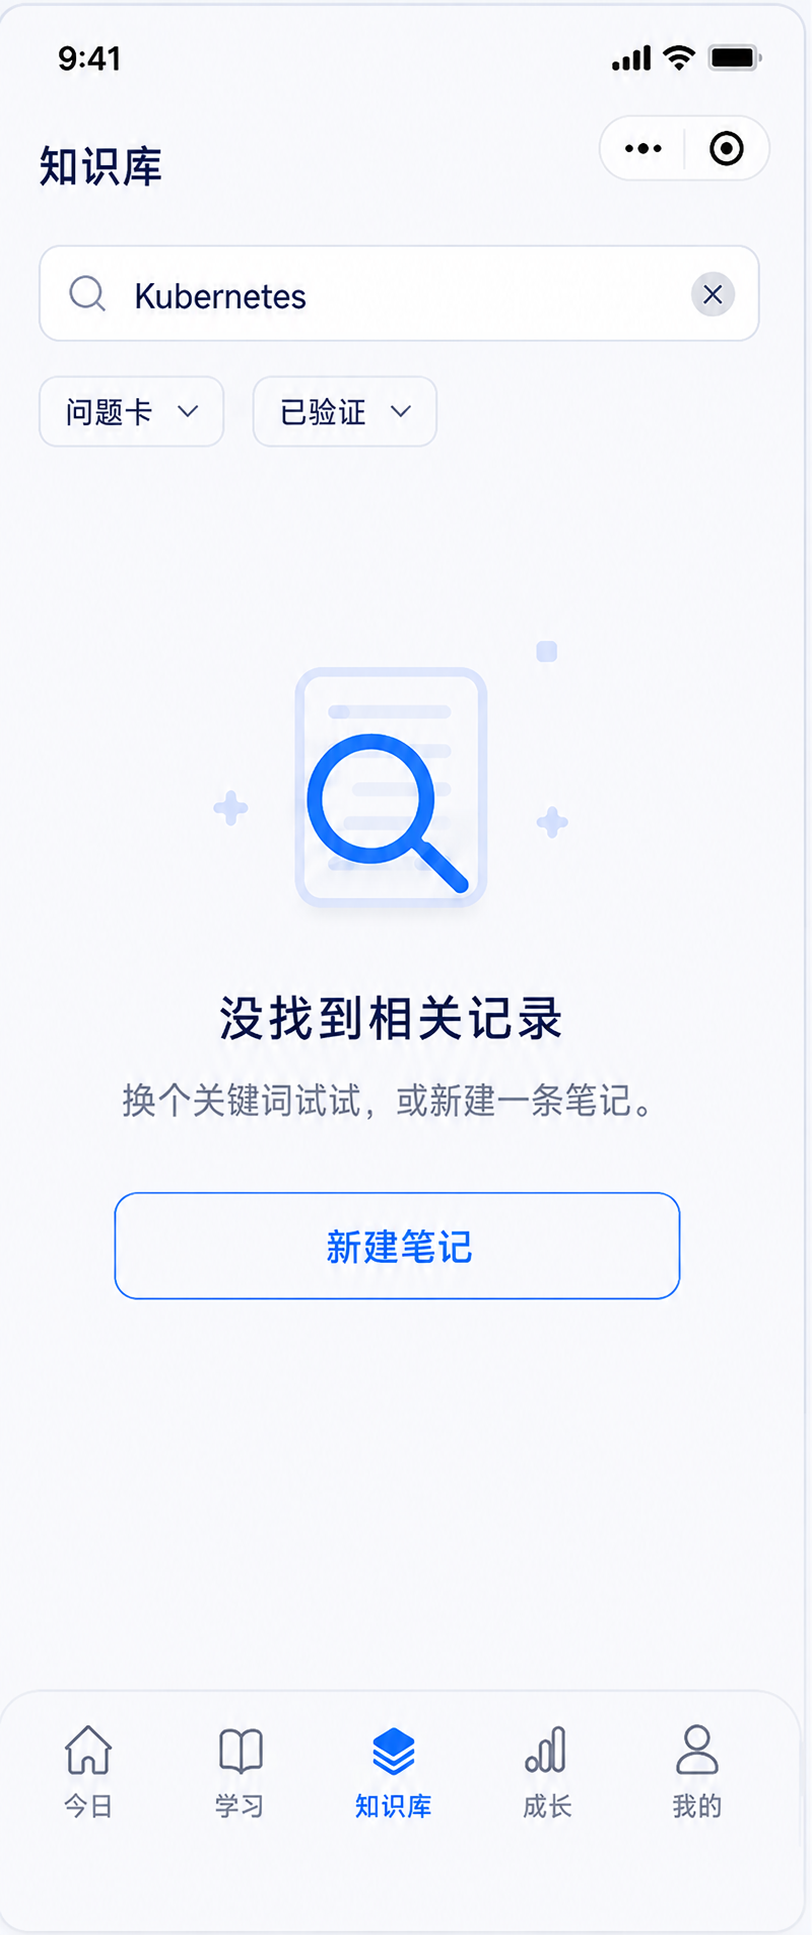 9:41
知识库
Kubernetes
问题卡 已验证
没找到相关记录
换个关键词试试，或新建一条笔记。
新建笔记
今日 学习 知识库 成长 我的